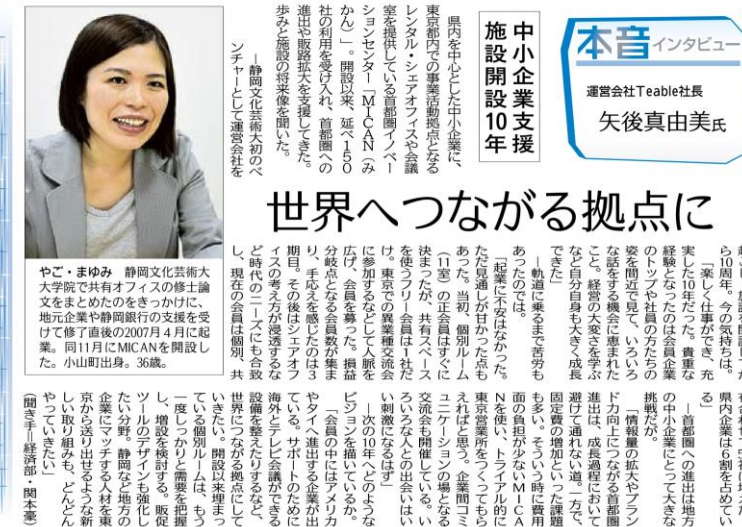 本音インタビュー
運営会社Teable社長
矢後真由美氏
中小企業支援
施設開設10年
県内を中心とした中小企業に、
東京都内での事業活動拠点となる
レンタル・シェアオフィスや会議
室を提供している首都圏イノベー
ションセンター「MICAN（み
かん）」。開設以来、延べ150
社の利用を受け入れ、首都圏への
進出や販路拡大を支援してきた。
歩みと施設の将来像を聞いた。
―静岡文化芸術大初のベ
ンチャーとして運営会社を
世界へつながる拠点に
やご・まゆみ　静岡文化芸術大
大学院で共有オフィスの修士論
文をまとめたのをきっかけに、
地元企業や静岡銀行の支援を受
けて修了直後の2007年4月に起
業。同11月にMICANを開設し
た。小山町出身。36歳。
ら10周年。今の気持ちは。
「楽しく仕事ができ、充
実した10年だった。貴重な
経験となったのは会員企業
のトップや社員の方たちの
姿を間近で見て、いろいろ
な話をする機会に恵まれた
こと。経営の大変さを学ぶ
など自分自身も大きく成長
できた」
―軌道に乗るまで苦労も
あったのでは。
「起業に不安はなかった。
ただ見通しが甘かった点も
あった。当初、個別ルーム
（11室）の正会員はすぐに
決まったが、共有スペース
を使うフリー会員は1社だ
け。東京での異業種交流会
に参加するなどして人脈を
広げ、会員を募った。損益
分岐点となる会員数が集ま
り、手応えを感じたのは3
期目。その後はシェアオフ
ィスの考え方が浸透するな
ど時代のニーズにも合致
し、現在の会員は個別、共
県内企業は6割を占めてい
る」
―首都圏への進出は地方
の中小企業にとって大きな
挑戦だが。
「情報量の拡大やブラン
ド力向上につながる首都圏
進出は、成長過程において
避けて通れない道。一方で、
固定費の増加といった課題
も多い。そういう時に費用
面の負担が少ないMICA
Nを使い、トライアル的に
東京営業所をつくってもら
えればと思う。企業間コミ
ュニケーションの場となる
交流会も開催している。い
ろいろな人との出会いはい
い刺激になるはず」
―次の10年へどのような
ビジョンを描いているか。
「会員の中にはアメリカ
やタイへ進出する企業が出
ている。サポートのために
海外とテレビ会議ができる
設備を整えたりするなど、
世界につながる拠点にして
いきたい。開設以来埋まっ
ている個別ルームは、もう
一度しっかりと需要を把握
し、増設を検討する。販促
ツールのデザインも強化し
たい分野。静岡など地方の
企業にマッチする人材を東
京から送り出せるような新
しい取り組みも、どんどん
やっていきたい」
（聞き手＝経済部・関本豪）